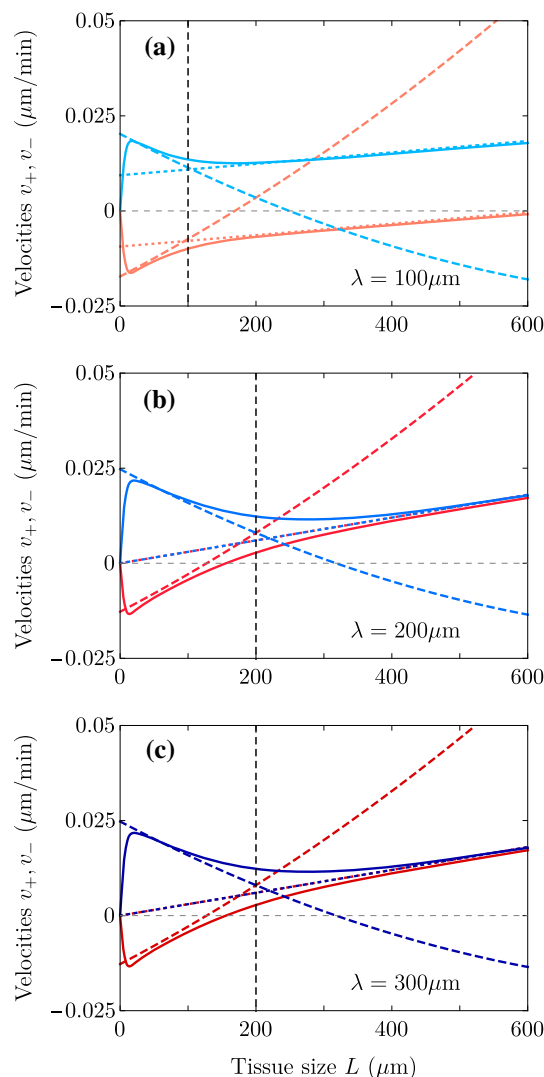 (a)
Velocities v₊, v₋ (μm/min)
0.05
0.025
0
−0.025
λ = 100μm
0 200 400 600
(b)
Velocities v₊, v₋ (μm/min)
0.05
0.025
0
−0.025
λ = 200μm
0 200 400 600
(c)
Velocities v₊, v₋ (μm/min)
0.05
0.025
0
−0.025
λ = 300μm
0 200 400 600
Tissue size L (μm)